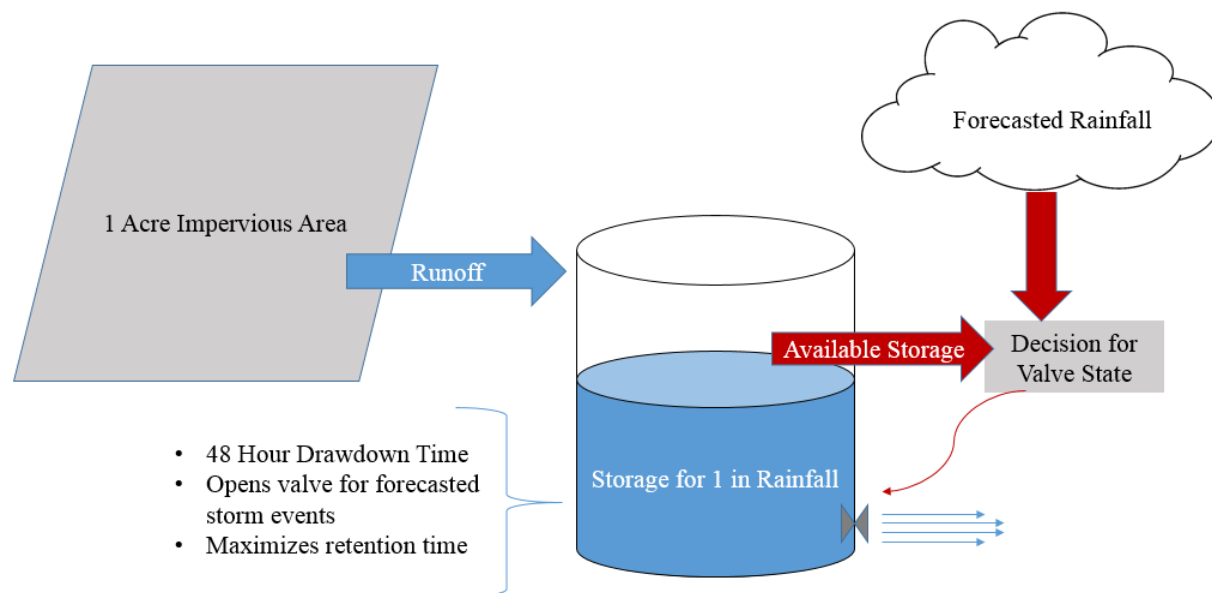 Forecasted Rainfall
1 Acre Impervious Area
Runoff
Available Storage
Decision for
Valve State
• 48 Hour Drawdown Time
• Opens valve for forecasted
storm events
• Maximizes retention time
Storage for 1 in Rainfall